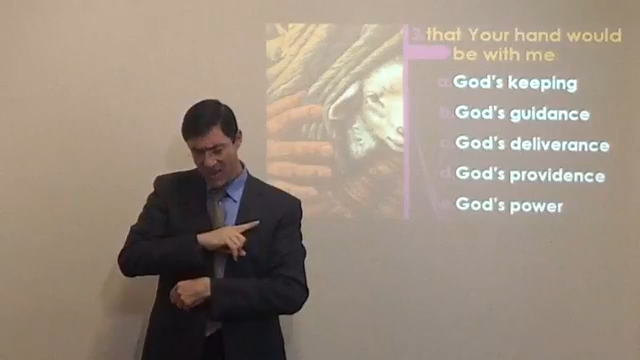 3. that Your hand would
be with me
a. God's keeping
b. God's guidance
c. God's deliverance
d. God's providence
e. God's power